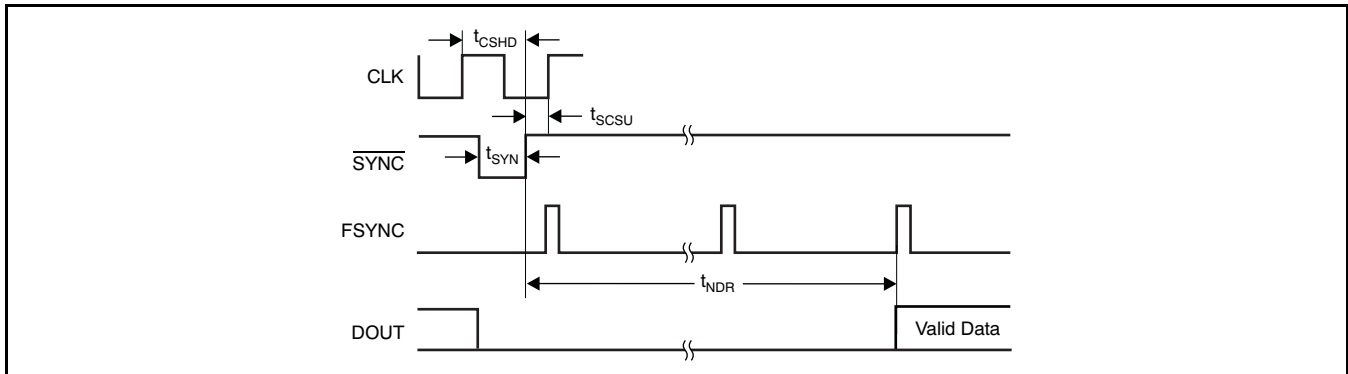 tCSHD
CLK
tSCSU
SYNC
tSYN
FSYNC
tNDR
DOUT
Valid Data